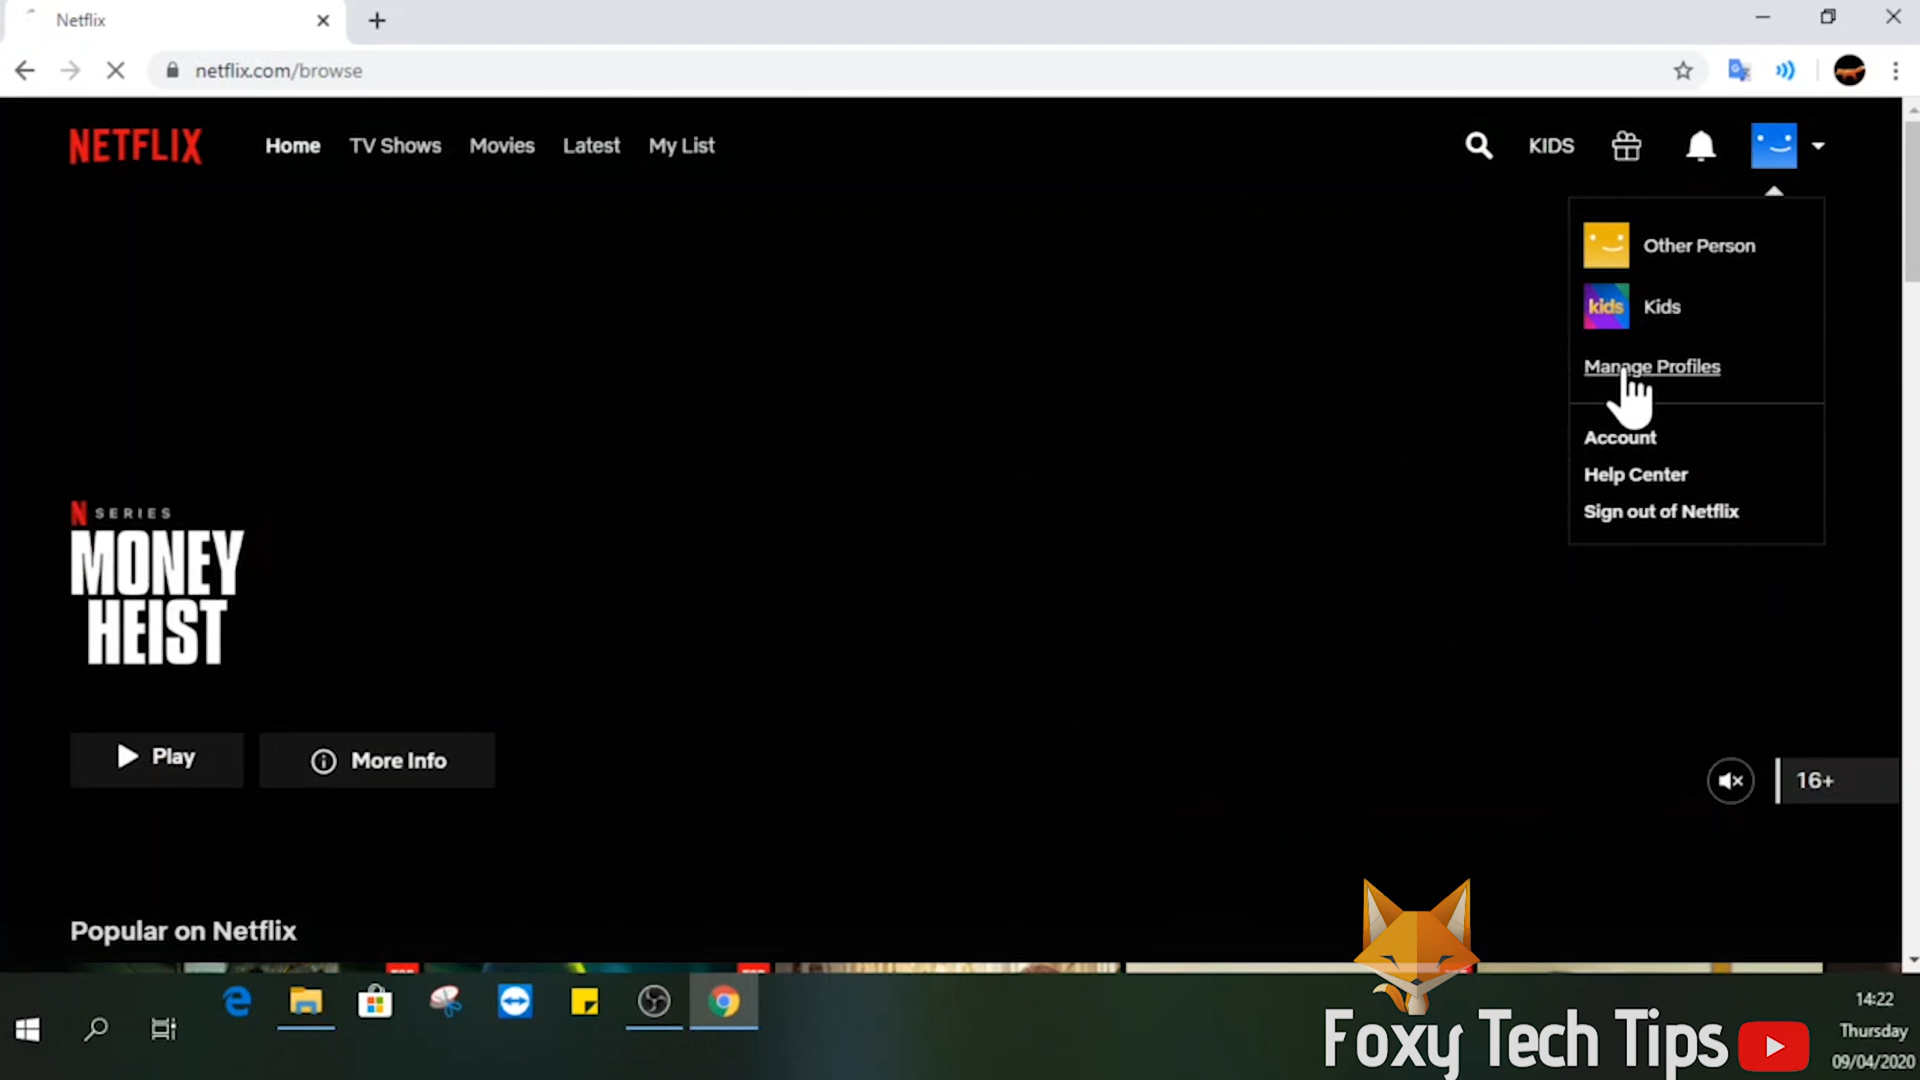 Netflix
netflix.com/browse
NETFLIX Home TV Shows Movies Latest My List KIDS
Other Person
kids Kids
Manage Profiles
Account
Help Center
Sign out of Netflix
N SERIES
MONEY
HEIST
Play More Info
16+
Popular on Netflix
14:22
Thursday
09/04/2020
Foxy Tech Tips